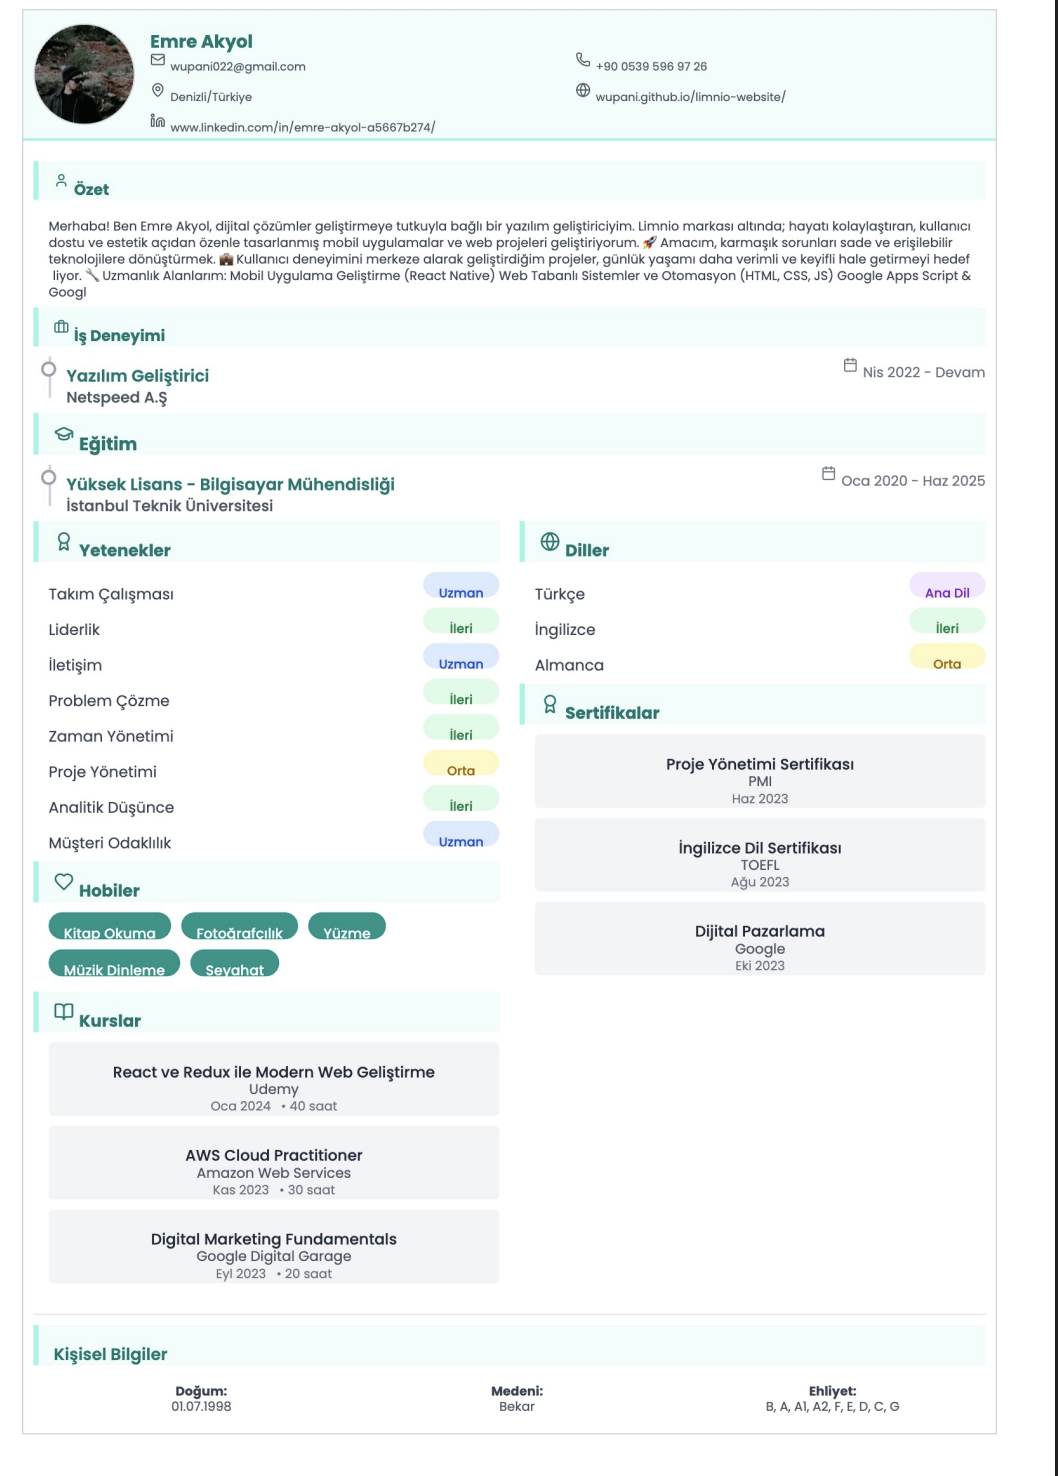 Emre Akyol
wupani022@gmail.com
+90 0539 596 97 26
Denizli/Türkiye
wupani.github.io/limnio-website/
www.linkedin.com/in/emre-akyol-a5667b274/
Özet
Merhaba! Ben Emre Akyol, dijital çözümler geliştirmeye tutkuyla bağlı bir yazılım geliştiriciyim. Limnio markası altında; hayatı kolaylaştıran, kullanıcı
dostu ve estetik açıdan özenle tasarlanmış mobil uygulamalar ve web projeleri geliştiriyorum. 🚀 Amacım, karmaşık sorunları sade ve erişilebilir
teknolojilere dönüştürmek. 💼 Kullanıcı deneyimini merkeze alarak geliştirdiğim projeler, günlük yaşamı daha verimli ve keyifli hale getirmeyi hedef
liyor. 🔧 Uzmanlık Alanlarım: Mobil Uygulama Geliştirme (React Native) Web Tabanlı Sistemler ve Otomasyon (HTML, CSS, JS) Google Apps Script &
Googl
İş Deneyimi
Yazılım Geliştirici
Nis 2022 - Devam
Netspeed A.Ş
Eğitim
Yüksek Lisans - Bilgisayar Mühendisliği
Oca 2020 - Haz 2025
İstanbul Teknik Üniversitesi
Yetenekler
Takım Çalışması Uzman
Liderlik İleri
İletişim Uzman
Problem Çözme İleri
Zaman Yönetimi İleri
Proje Yönetimi Orta
Analitik Düşünce İleri
Müşteri Odaklılık Uzman
Hobiler
Kitap Okuma Fotoğrafçılık Yüzme
Müzik Dinleme Seyahat
Kurslar
React ve Redux ile Modern Web Geliştirme
Udemy
Oca 2024 • 40 saat
AWS Cloud Practitioner
Amazon Web Services
Kas 2023 • 30 saat
Digital Marketing Fundamentals
Google Digital Garage
Eyl 2023 • 20 saat
Diller
Türkçe Ana Dil
İngilizce İleri
Almanca Orta
Sertifikalar
Proje Yönetimi Sertifikası
PMI
Haz 2023
İngilizce Dil Sertifikası
TOEFL
Ağu 2023
Dijital Pazarlama
Google
Eki 2023
Kişisel Bilgiler
Doğum: Medeni: Ehliyet:
01.07.1998 Bekar B, A, A1, A2, F, E, D, C, G